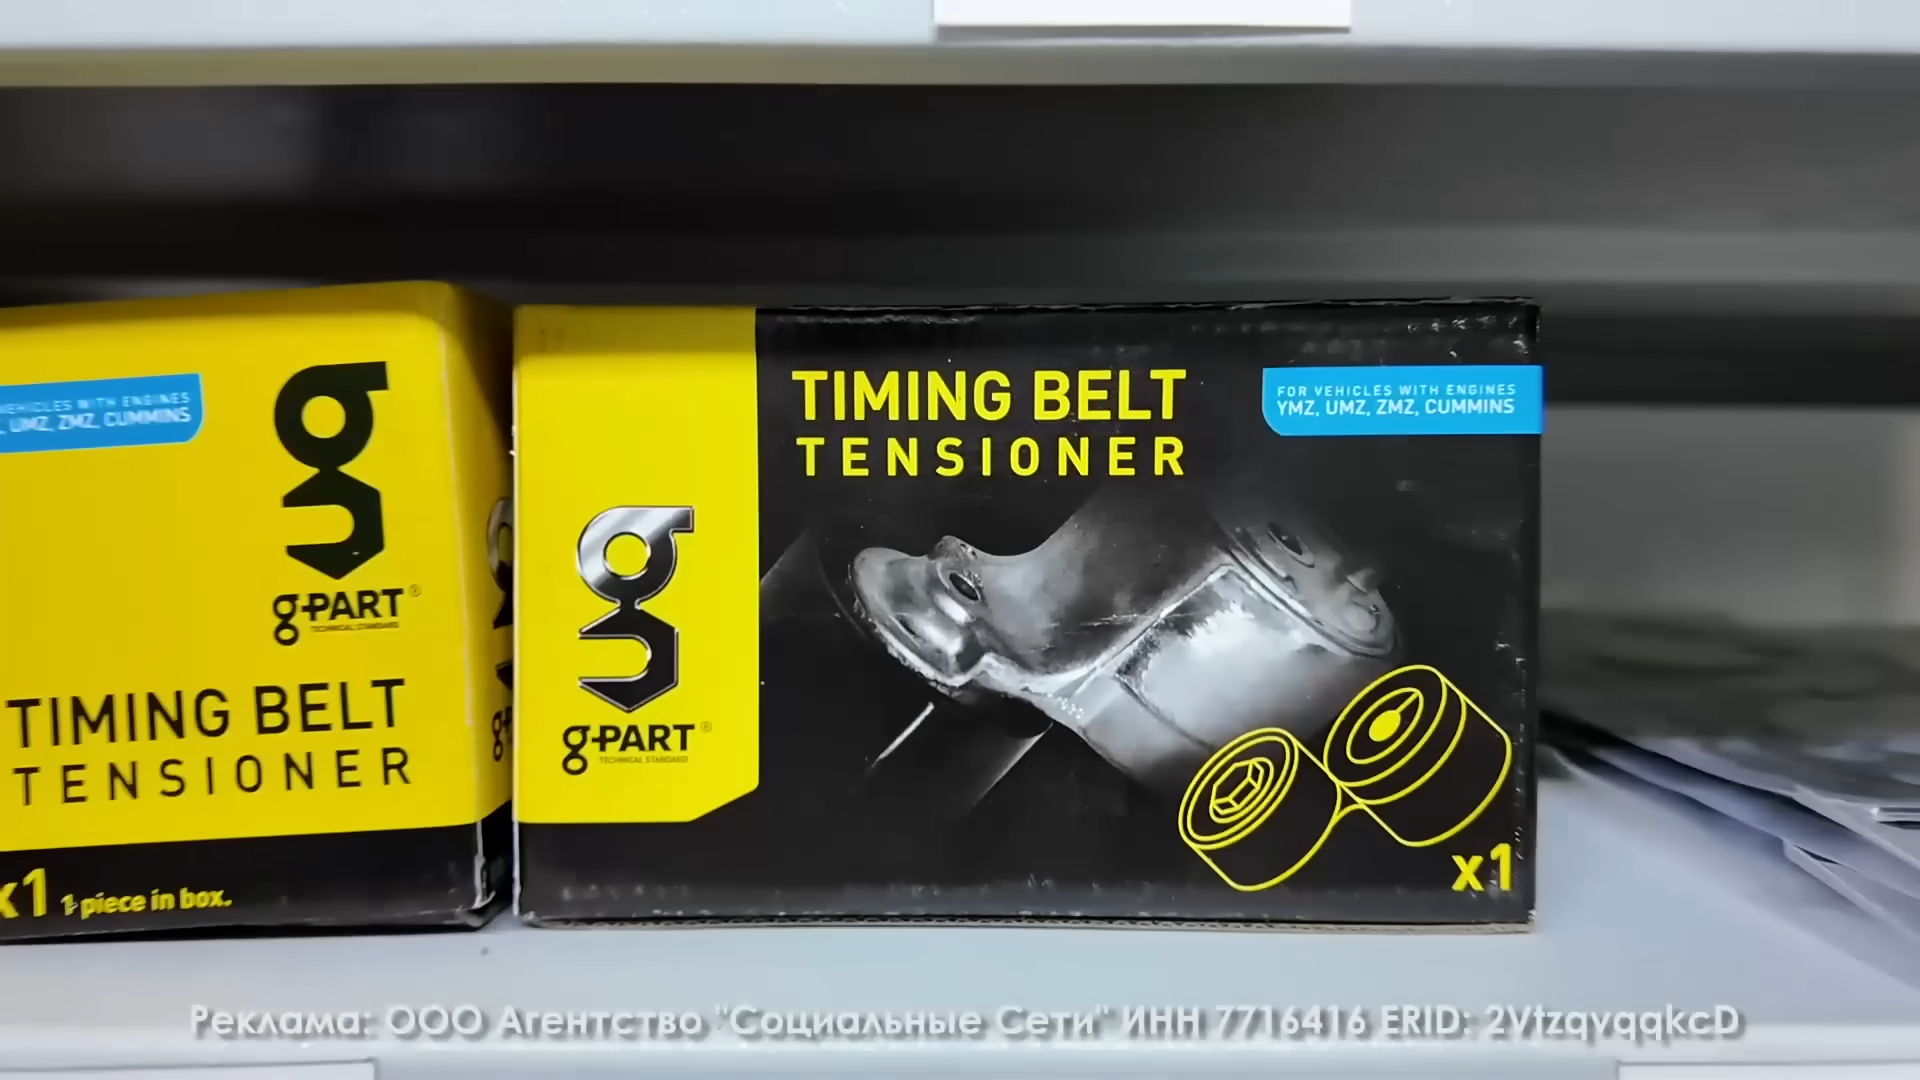 VEHICLES WITH ENGINES
UMZ, ZMZ, CUMMINS
g-PART®
TECHNICAL STANDARD
TIMING BELT
TENSIONER
x1 1 piece in box.
g-PART®
TECHNICAL STANDARD
TIMING BELT
TENSIONER
FOR VEHICLES WITH ENGINES
YMZ, UMZ, ZMZ, CUMMINS
x1
Реклама: ООО Агентство "Социальные Сети" ИНН 7716416 ERID: 2VtzqvqqkcD